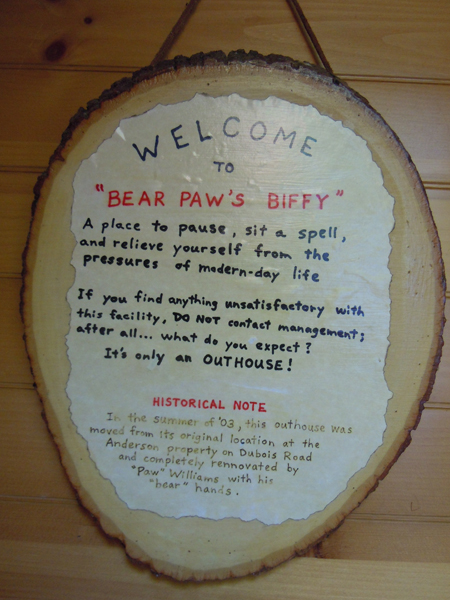 WELCOME
TO
"BEAR PAW'S BIFFY"
A place to pause, sit a spell,
and relieve yourself from the
pressures of modern-day life
If you find anything unsatisfactory with
this facility, DO NOT contact management;
after all... what do you expect?
It's only an OUTHOUSE!
HISTORICAL NOTE
In the summer of '03, this outhouse was
moved from its original location at the
Anderson property on Dubois Road
and completely rennovated by
"Paw" Williams with his
"bear" hands.